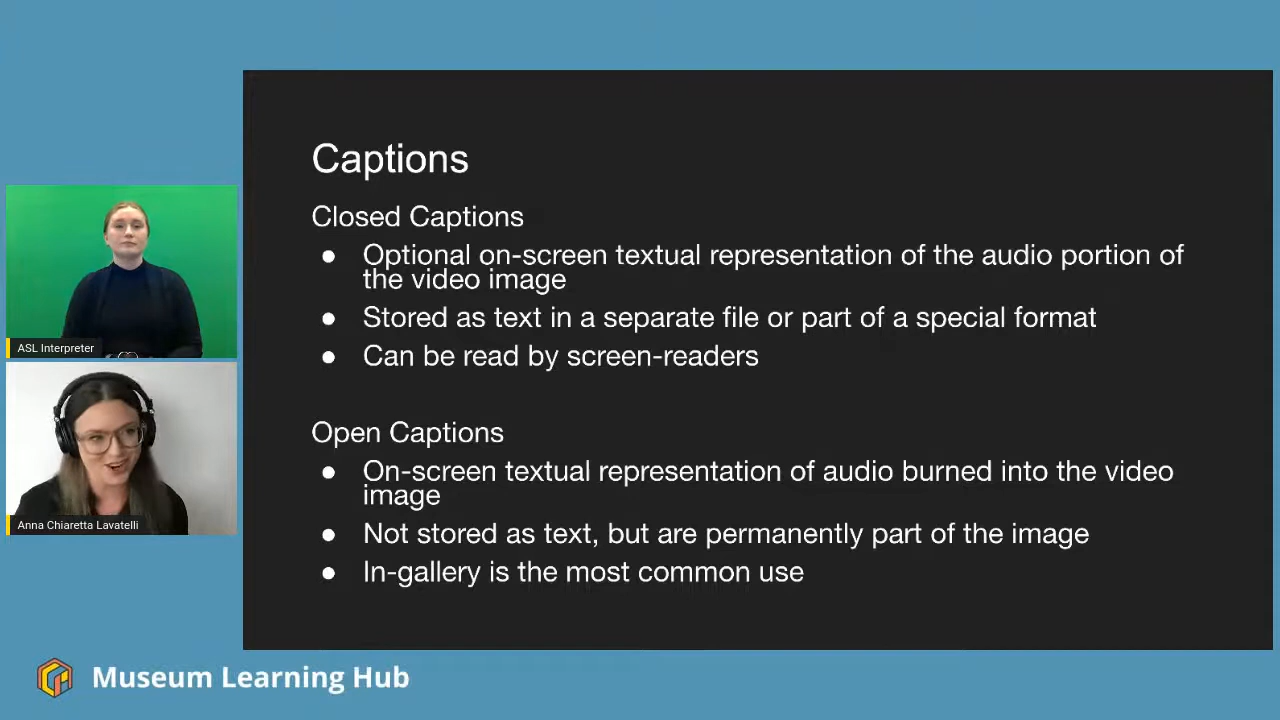 Captions
Closed Captions
● Optional on-screen textual representation of the audio portion of
the video image
● Stored as text in a separate file or part of a special format
● Can be read by screen-readers
Open Captions
● On-screen textual representation of audio burned into the video
image
● Not stored as text, but are permanently part of the image
● In-gallery is the most common use
ASL Interpreter
Anna Chiaretta Lavatelli
Museum Learning Hub